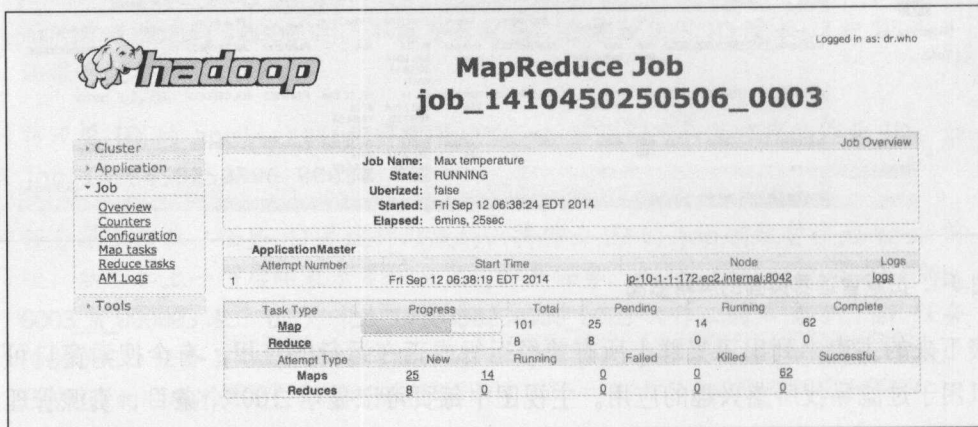 Logged in as: dr.who
hadoop
MapReduce Job
job_1410450250506_0003
Cluster
Application
Job
Overview
Counters
Configuration
Map tasks
Reduce tasks
AM Logs
Tools
Job Overview
Job Name: Max temperature
State: RUNNING
Uberized: false
Started: Fri Sep 12 06:38:24 EDT 2014
Elapsed: 6mins, 25sec
ApplicationMaster
Attempt Number Start Time Node Logs
1 Fri Sep 12 06:38:19 EDT 2014 ip-10-1-1-172.ec2.internal:8042 logs
Task Type Progress Total Pending Running Complete
Map 101 25 14 62
Reduce 8 8 0 0
Attempt Type New Running Failed Killed Successful
Maps 25 14 0 0 62
Reduces 8 0 0 0 0